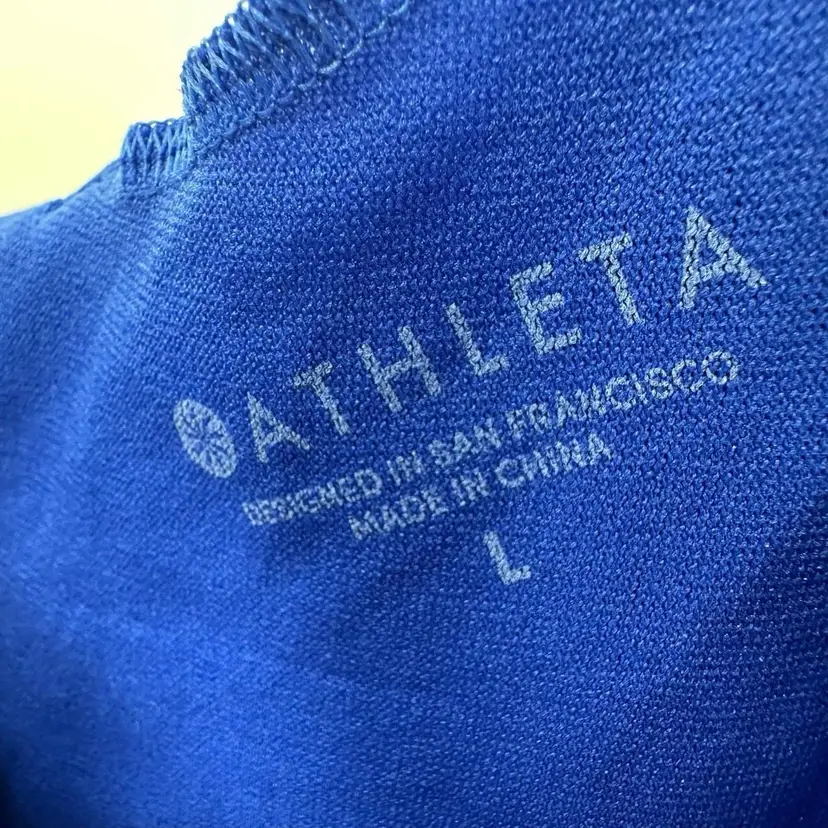 ATHLETA
DESIGNED IN SAN FRANCISCO
MADE IN CHINA
L